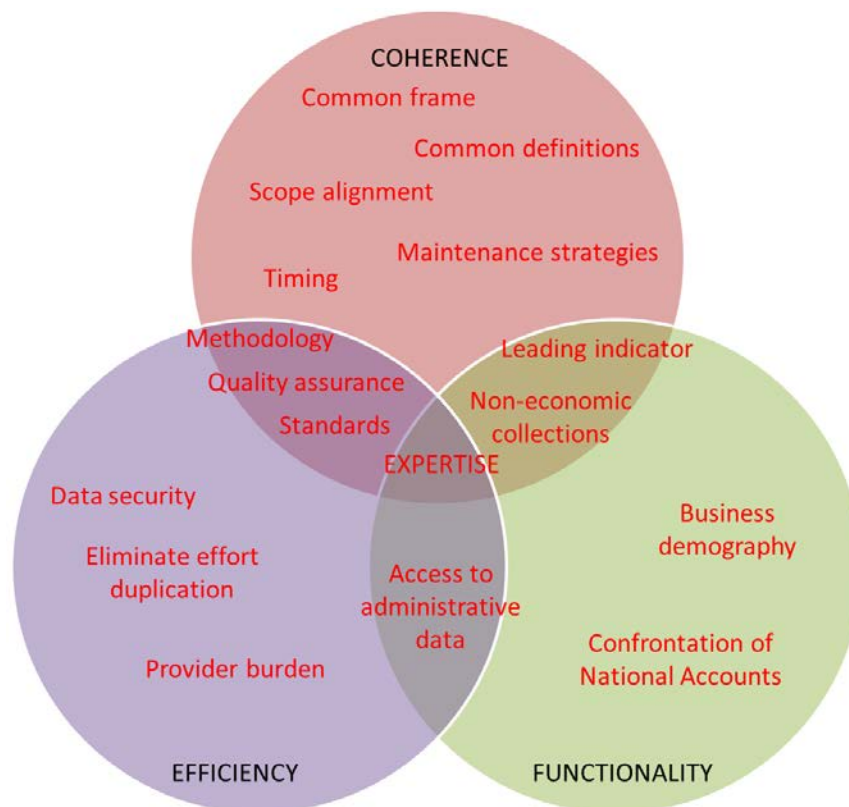 COHERENCE
Common frame
Common definitions
Scope alignment
Maintenance strategies
Timing
Methodology
Leading indicator
Quality assurance
Non-economic
collections
Standards
EXPERTISE
Data security
Business
demography
Eliminate effort
duplication
Access to
administrative
data
Confrontation of
National Accounts
Provider burden
EFFICIENCY
FUNCTIONALITY